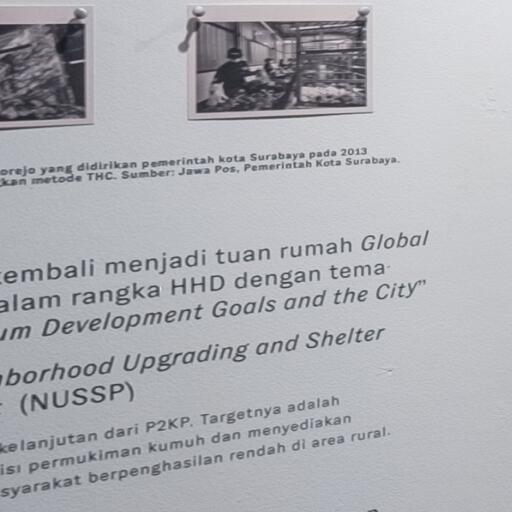 orejo yang didirikan pemerintah kota Surabaya pada 2013
kan metode THC. Sumber: Jawa Pos, Pemerintah Kota Surabaya.
kembali menjadi tuan rumah Global
alam rangka HHD dengan tema
um Development Goals and the City”
hborhood Upgrading and Shelter
(NUSSP)
kelanjutan dari P2KP. Targetnya adalah
isi permukiman kumuh dan menyediakan
syarakat berpenghasilan rendah di area rural.